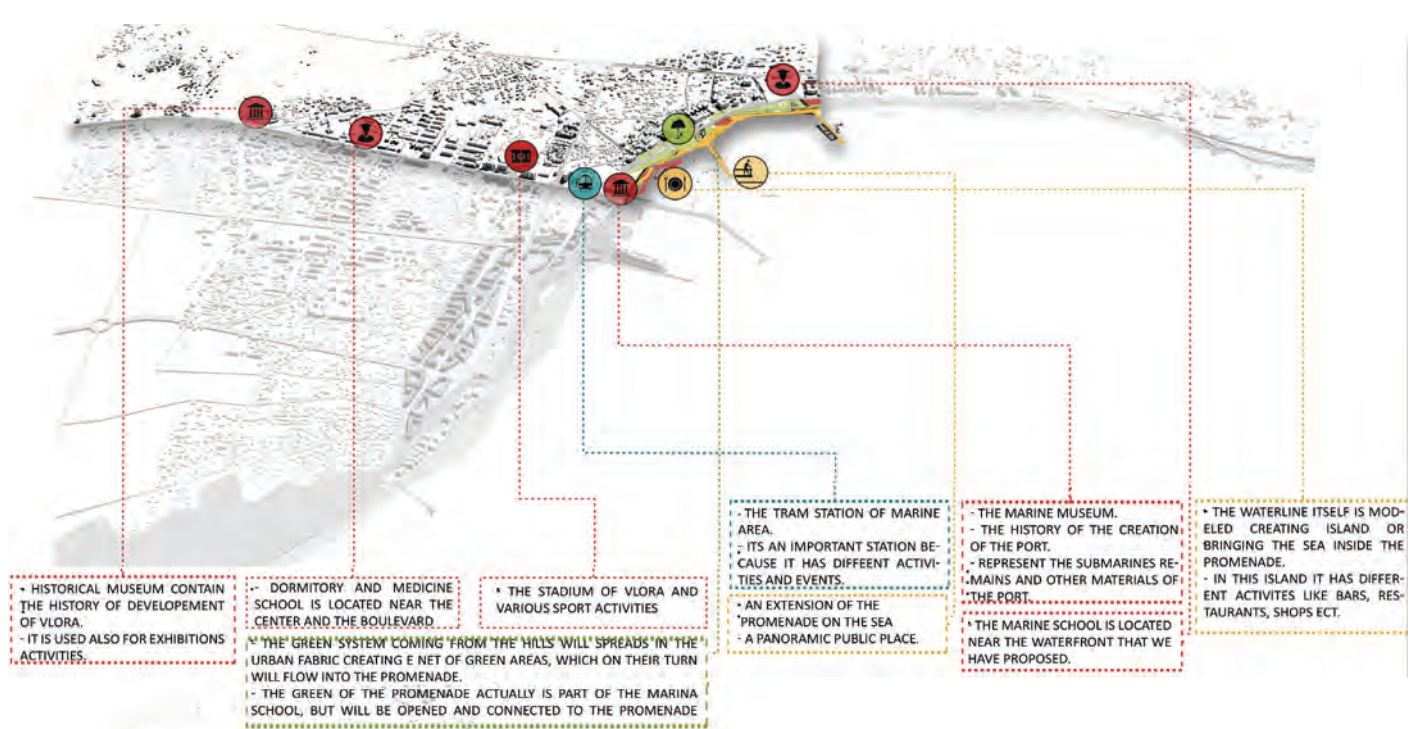 - HISTORICAL MUSEUM CONTAIN
THE HISTORY OF DEVELOPEMENT
OF VLORA.
- IT IS USED ALSO FOR EXHIBITIONS
ACTIVITIES.
- DORMITORY AND MEDICINE
SCHOOL IS LOCATED NEAR THE
CENTER AND THE BOULEVARD
- THE STADIUM OF VLORA AND
VARIOUS SPORT ACTIVITIES
- THE GREEN SYSTEM COMING FROM THE HILLS WILL SPREADS IN THE
URBAN FABRIC CREATING E NET OF GREEN AREAS, WHICH ON THEIR TURN
WILL FLOW INTO THE PROMENADE.
- THE GREEN OF THE PROMENADE ACTUALLY IS PART OF THE MARINA
SCHOOL, BUT WILL BE OPENED AND CONNECTED TO THE PROMENADE
- THE TRAM STATION OF MARINE
AREA.
- ITS AN IMPORTANT STATION BE-
CAUSE IT HAS DIFFEENT ACTIVI-
TIES AND EVENTS.
- AN EXTENSION OF THE
PROMENADE ON THE SEA
- A PANORAMIC PUBLIC PLACE.
- THE MARINE MUSEUM.
- THE HISTORY OF THE CREATION
OF THE PORT.
- REPRESENT THE SUBMARINES RE-
MAINS AND OTHER MATERIALS OF
THE PORT.
- THE MARINE SCHOOL IS LOCATED
NEAR THE WATERFRONT THAT WE
HAVE PROPOSED.
- THE WATERLINE ITSELF IS MOD-
ELED CREATING ISLAND OR
BRINGING THE SEA INSIDE THE
PROMENADE.
- IN THIS ISLAND IT HAS DIFFER-
ENT ACTIVITES LIKE BARS, RES-
TAURANTS, SHOPS ECT.